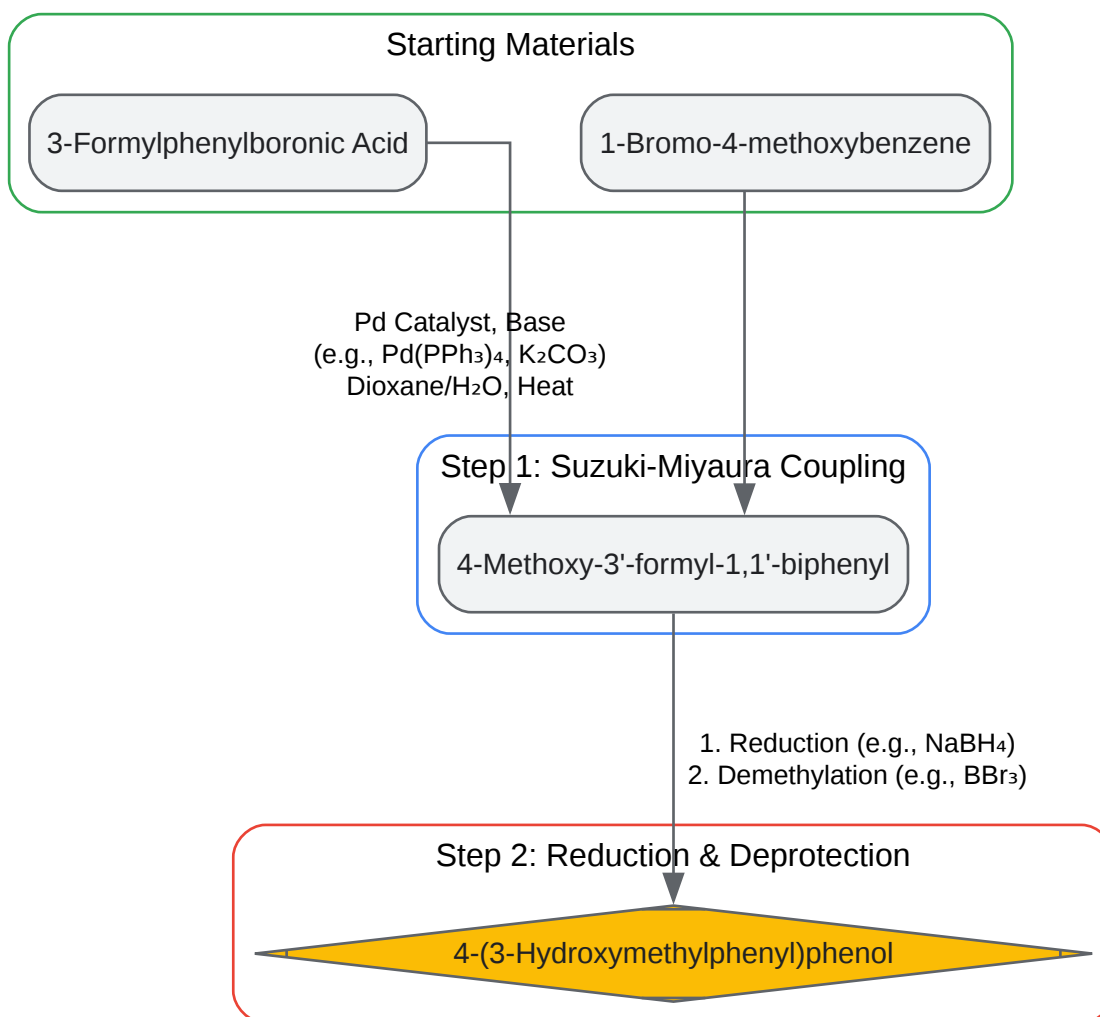 Starting Materials
3-Formylphenylboronic Acid
1-Bromo-4-methoxybenzene
Pd Catalyst, Base
(e.g., Pd(PPh₃)₄, K₂CO₃)
Dioxane/H₂O, Heat
Step 1: Suzuki-Miyaura Coupling
4-Methoxy-3'-formyl-1,1'-biphenyl
1. Reduction (e.g., NaBH₄)
2. Demethylation (e.g., BBr₃)
Step 2: Reduction & Deprotection
4-(3-Hydroxymethylphenyl)phenol